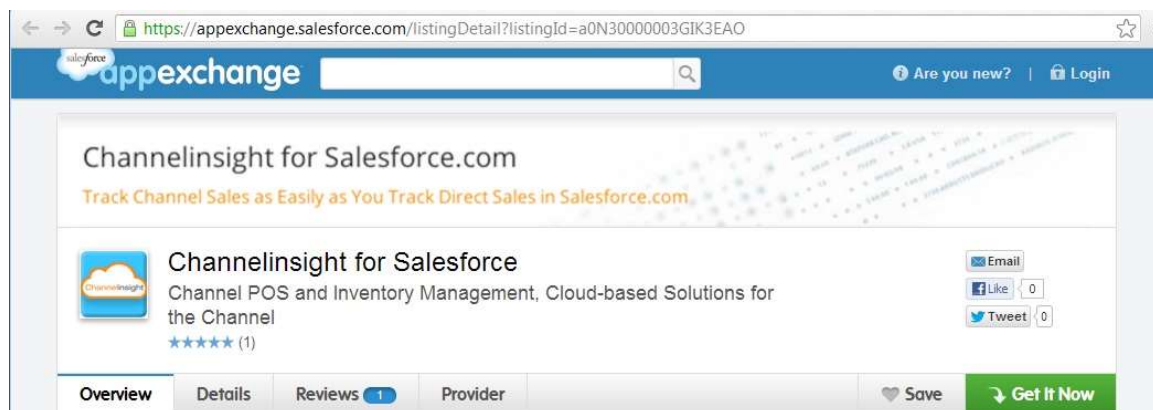 https://appexchange.salesforce.com/listingDetail?listingId=a0N30000003GIK3EAO
salesforce
appexchange
Are you new? | Login
Channelinsight for Salesforce.com
Track Channel Sales as Easily as You Track Direct Sales in Salesforce.com
Channelinsight
Channelinsight for Salesforce
Channel POS and Inventory Management, Cloud-based Solutions for
the Channel
(1)
Email
Like 0
Tweet 0
Overview Details Reviews 1 Provider Save Get It Now